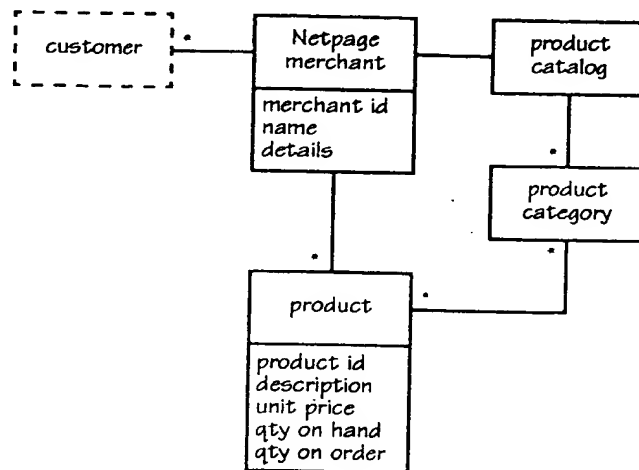 customer
*
Netpage
merchant
merchant id
name
details
product
catalog
*
product
category
*
*
product
*
product id
description
unit price
qty on hand
qty on order